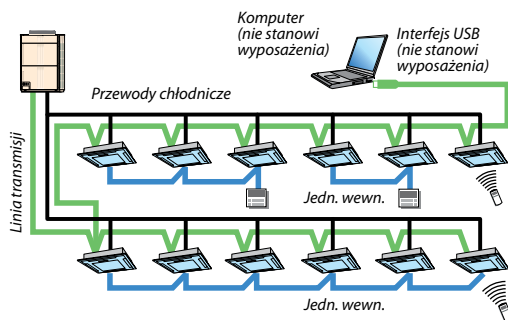 Komputer
(nie stanowi
wyposażenia)
Interfejs USB
(nie stanowi
wyposażenia)
Przewody chłodnicze
Linia transmisji
Jedn. wewn.
Jedn. wewn.